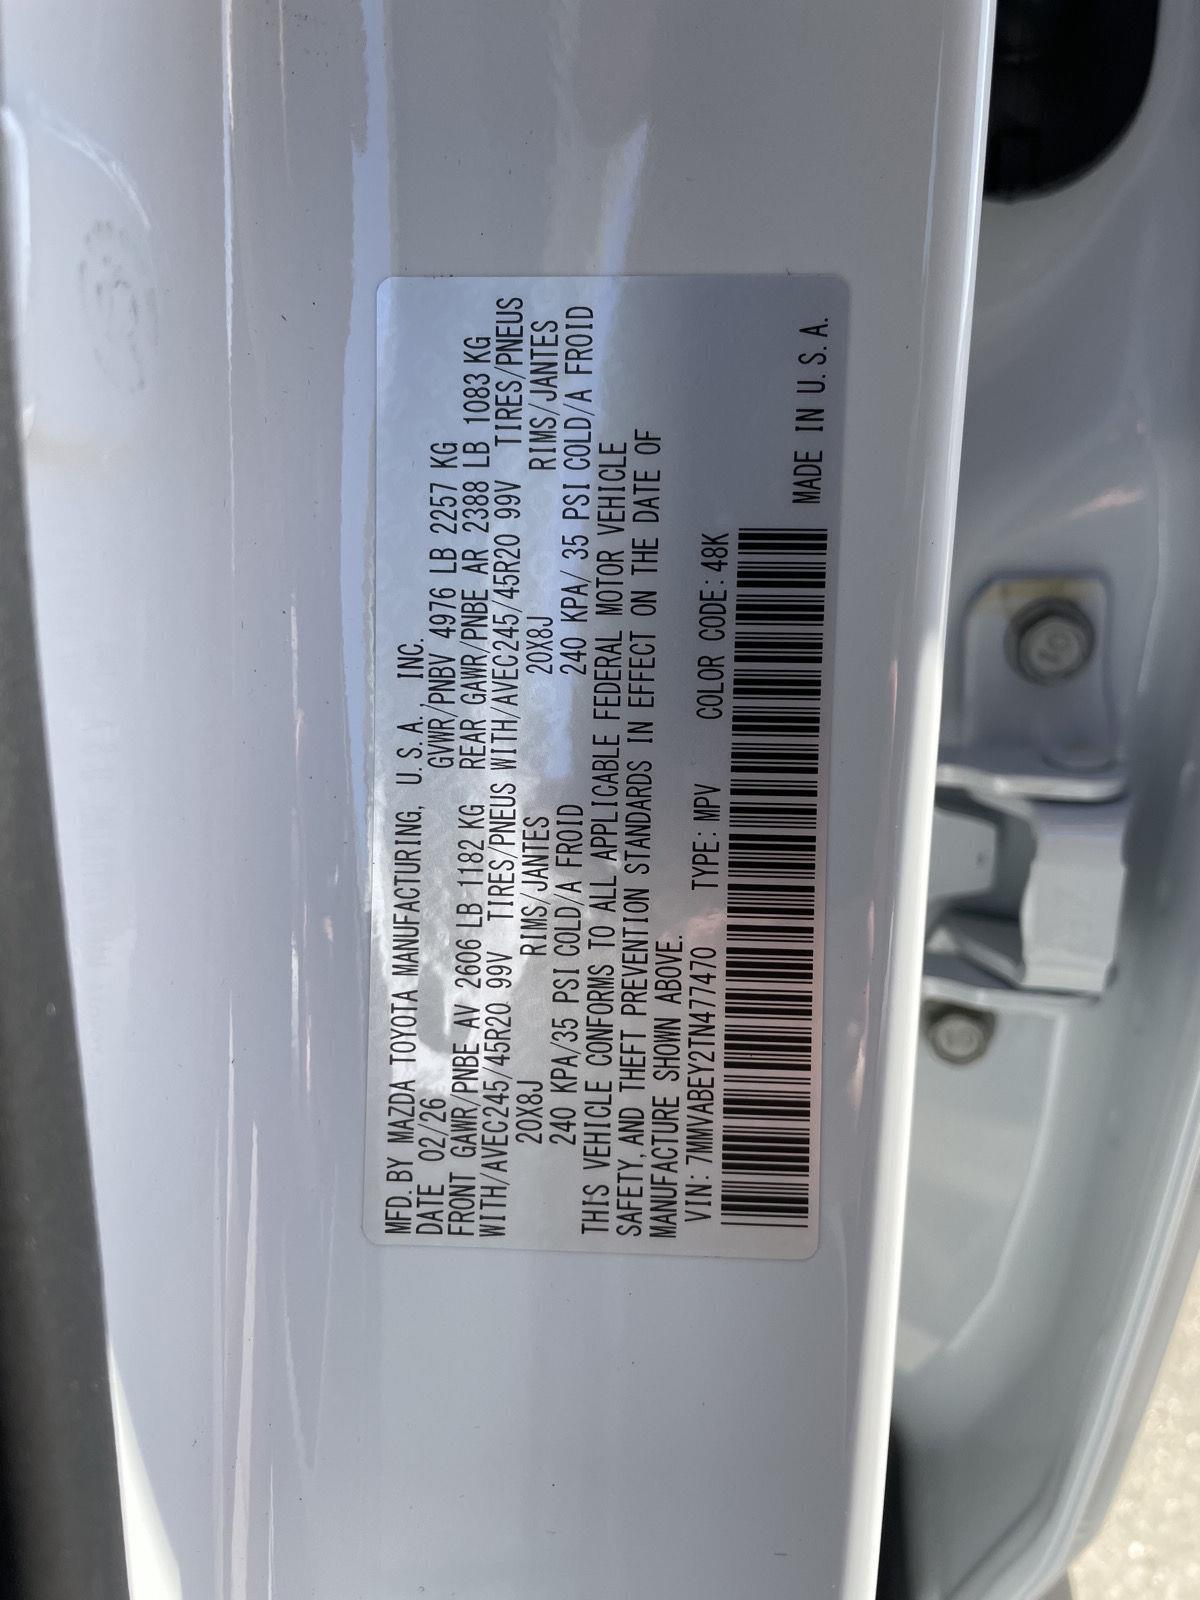 MFD. BY MAZDA TOYOTA MANUFACTURING, U.S.A., INC.
DATE 02/26 GVWR/PNBV 4976 LB 2257 KG
FRONT GAWR/PNBE AV 2606 LB 1182 KG REAR GAWR/PNBE AR 2388 LB 1083 KG
WITH/AVEC245/45R20 99V TIRES/PNEUS WITH/AVEC245/45R20 99V TIRES/PNEUS
20X8J RIMS/JANTES 20X8J RIMS/JANTES
240 KPA/35 PSI COLD/A FROID 240 KPA/ 35 PSI COLD/A FROID
THIS VEHICLE CONFORMS TO ALL APPLICABLE FEDERAL MOTOR VEHICLE
SAFETY, AND THEFT PREVENTION STANDARDS IN EFFECT ON THE DATE OF
MANUFACTURE SHOWN ABOVE.
VIN: 7MMVABEY2TN477470 TYPE: MPV COLOR CODE: 48K
MADE IN U.S.A.